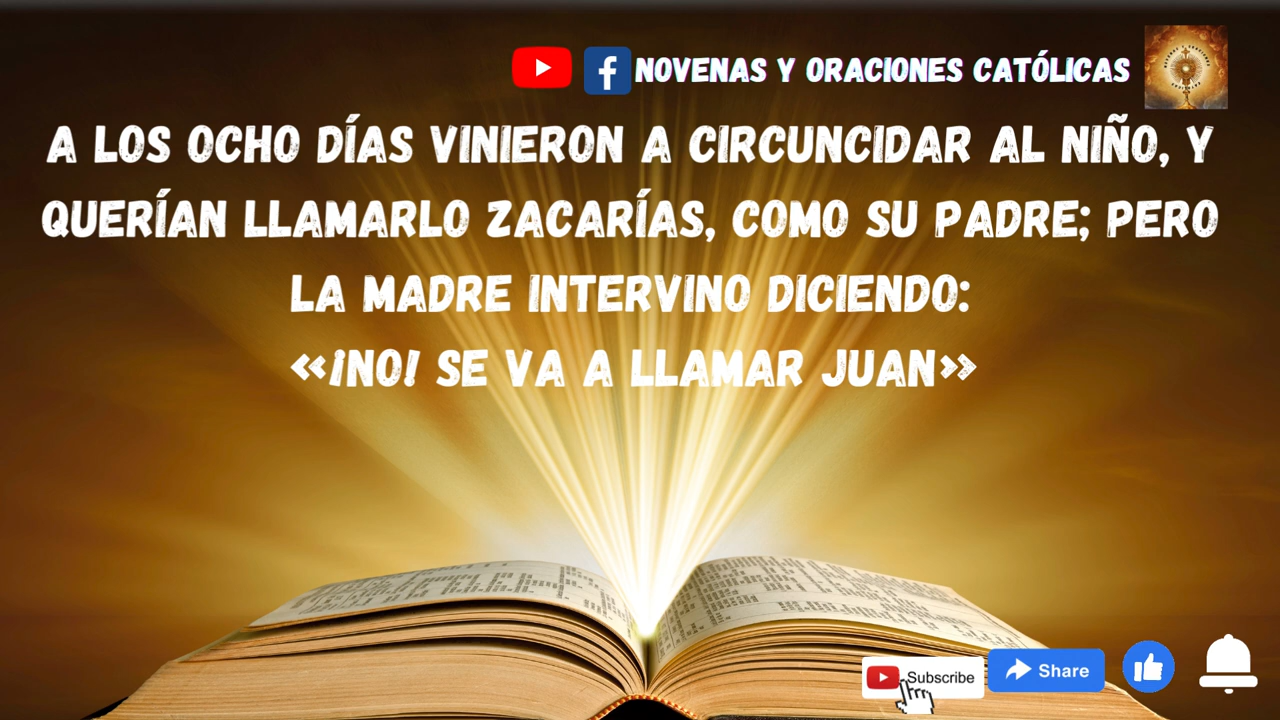 NOVENAS Y ORACIONES CATÓLICAS
A LOS OCHO DÍAS VINIERON A CIRCUNCIDAR AL NIÑO, Y
QUERÍAN LLAMARLO ZACARÍAS, COMO SU PADRE; PERO
LA MADRE INTERVINO DICIENDO:
«¡NO! SE VA A LLAMAR JUAN»
Subscribe
Share